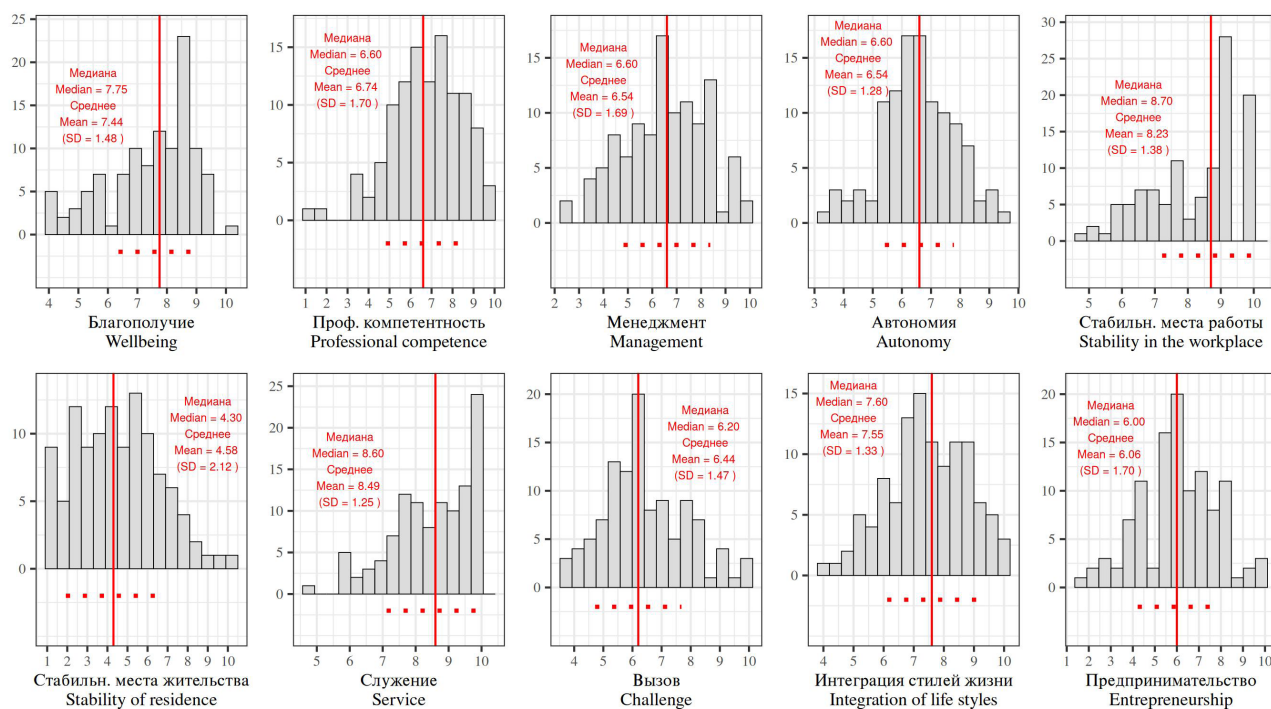 25
20
15
10
5
0
Медиана
Median = 7.75
Среднее
Mean = 7.44
(SD = 1.48 )
4 5 6 7 8 9 10
Благополучие
Wellbeing
15
10
5
0
Медиана
Median = 6.60
Среднее
Mean = 6.74
(SD = 1.70 )
1 2 3 4 5 6 7 8 9 10
Проф. компетентность
Professional competence
15
10
5
0
Медиана
Median = 6.60
Среднее
Mean = 6.54
(SD = 1.69 )
2 3 4 5 6 7 8 9 10
Менеджмент
Management
15
10
5
0
Медиана
Median = 6.60
Среднее
Mean = 6.54
(SD = 1.28 )
3 4 5 6 7 8 9 10
Автономия
Autonomy
30
25
20
15
10
5
0
Медиана
Median = 8.70
Среднее
Mean = 8.23
(SD = 1.38 )
5 6 7 8 9 10
Стабильн. места работы
Stability in the workplace
10
5
0
Медиана
Median = 4.30
Среднее
Mean = 4.58
(SD = 2.12 )
1 2 3 4 5 6 7 8 9 10
Стабильн. места жительства
Stability of residence
25
20
15
10
5
0
Медиана
Median = 8.60
Среднее
Mean = 8.49
(SD = 1.25 )
5 6 7 8 9 10
Служение
Service
20
15
10
5
0
Медиана
Median = 6.20
Среднее
Mean = 6.44
(SD = 1.47 )
4 5 6 7 8 9 10
Вызов
Challenge
15
10
5
0
Медиана
Median = 7.60
Среднее
Mean = 7.55
(SD = 1.33 )
4 5 6 7 8 9 10
Интеграция стилей жизни
Integration of life styles
20
15
10
5
0
Медиана
Median = 6.00
Среднее
Mean = 6.06
(SD = 1.70 )
1 2 3 4 5 6 7 8 9 10
Предпринимательство
Entrepreneurship